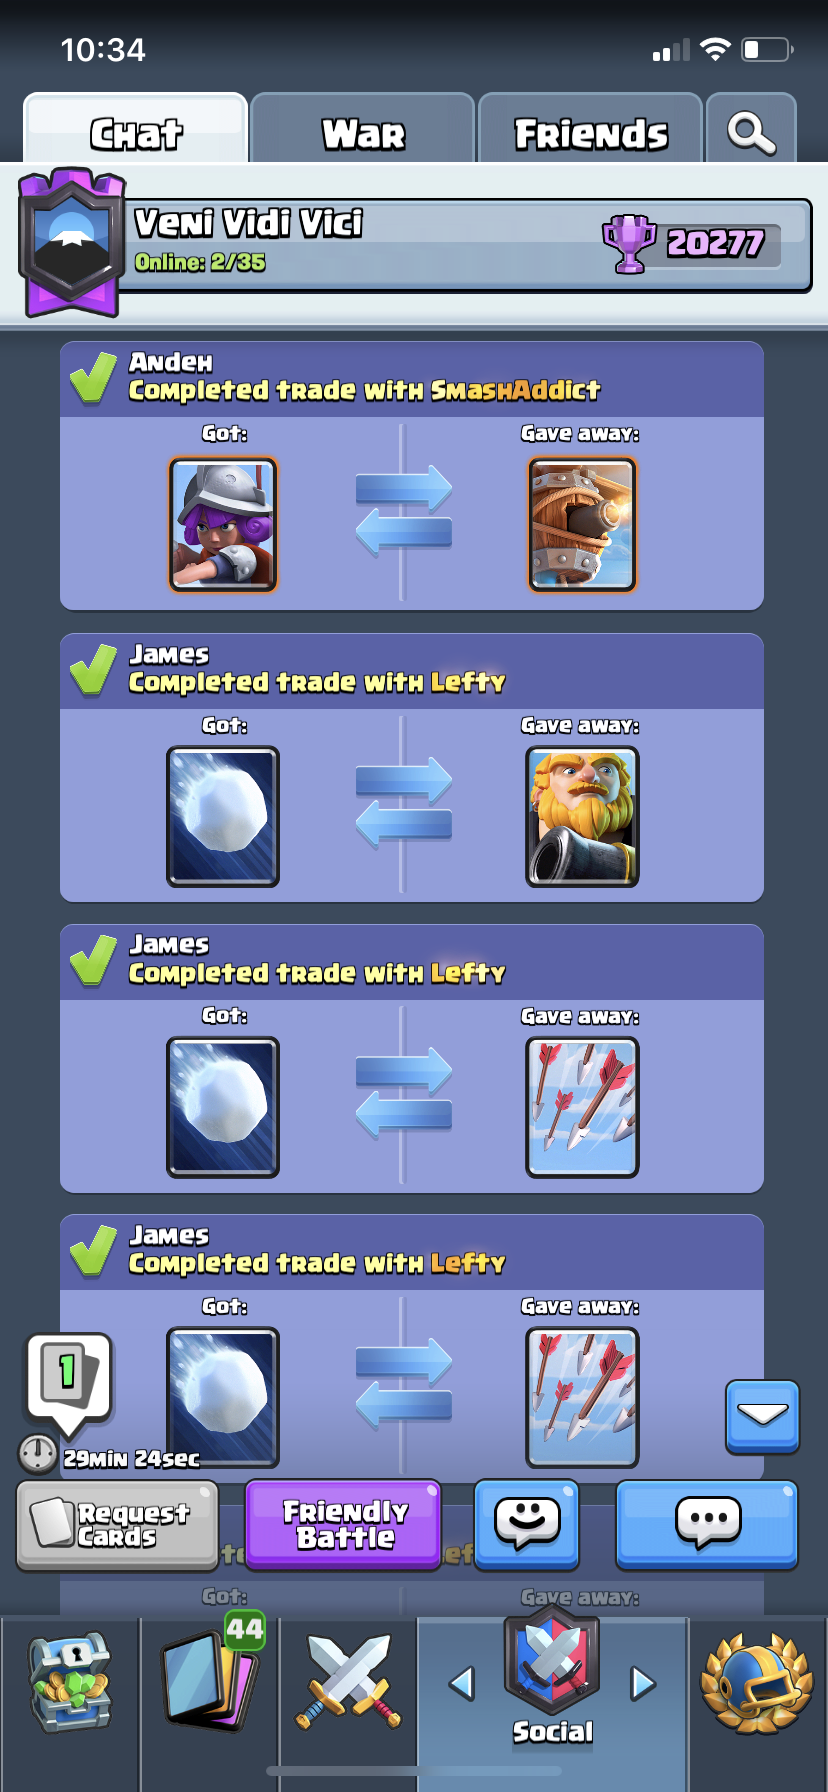 10:34
Chat
War
Friends
Veni Vidi Vici
Online: 2/35
20277
Andeh
Completed trade with SmashAddict
Got:
Gave away:
James
Completed trade with Lefty
Got:
Gave away:
James
Completed trade with Lefty
Got:
Gave away:
James
Completed trade with Lefty
Got:
Gave away:
1
29min 24sec
Request
Cards
Friendly
Battle
Got:
Gave away:
44
Social